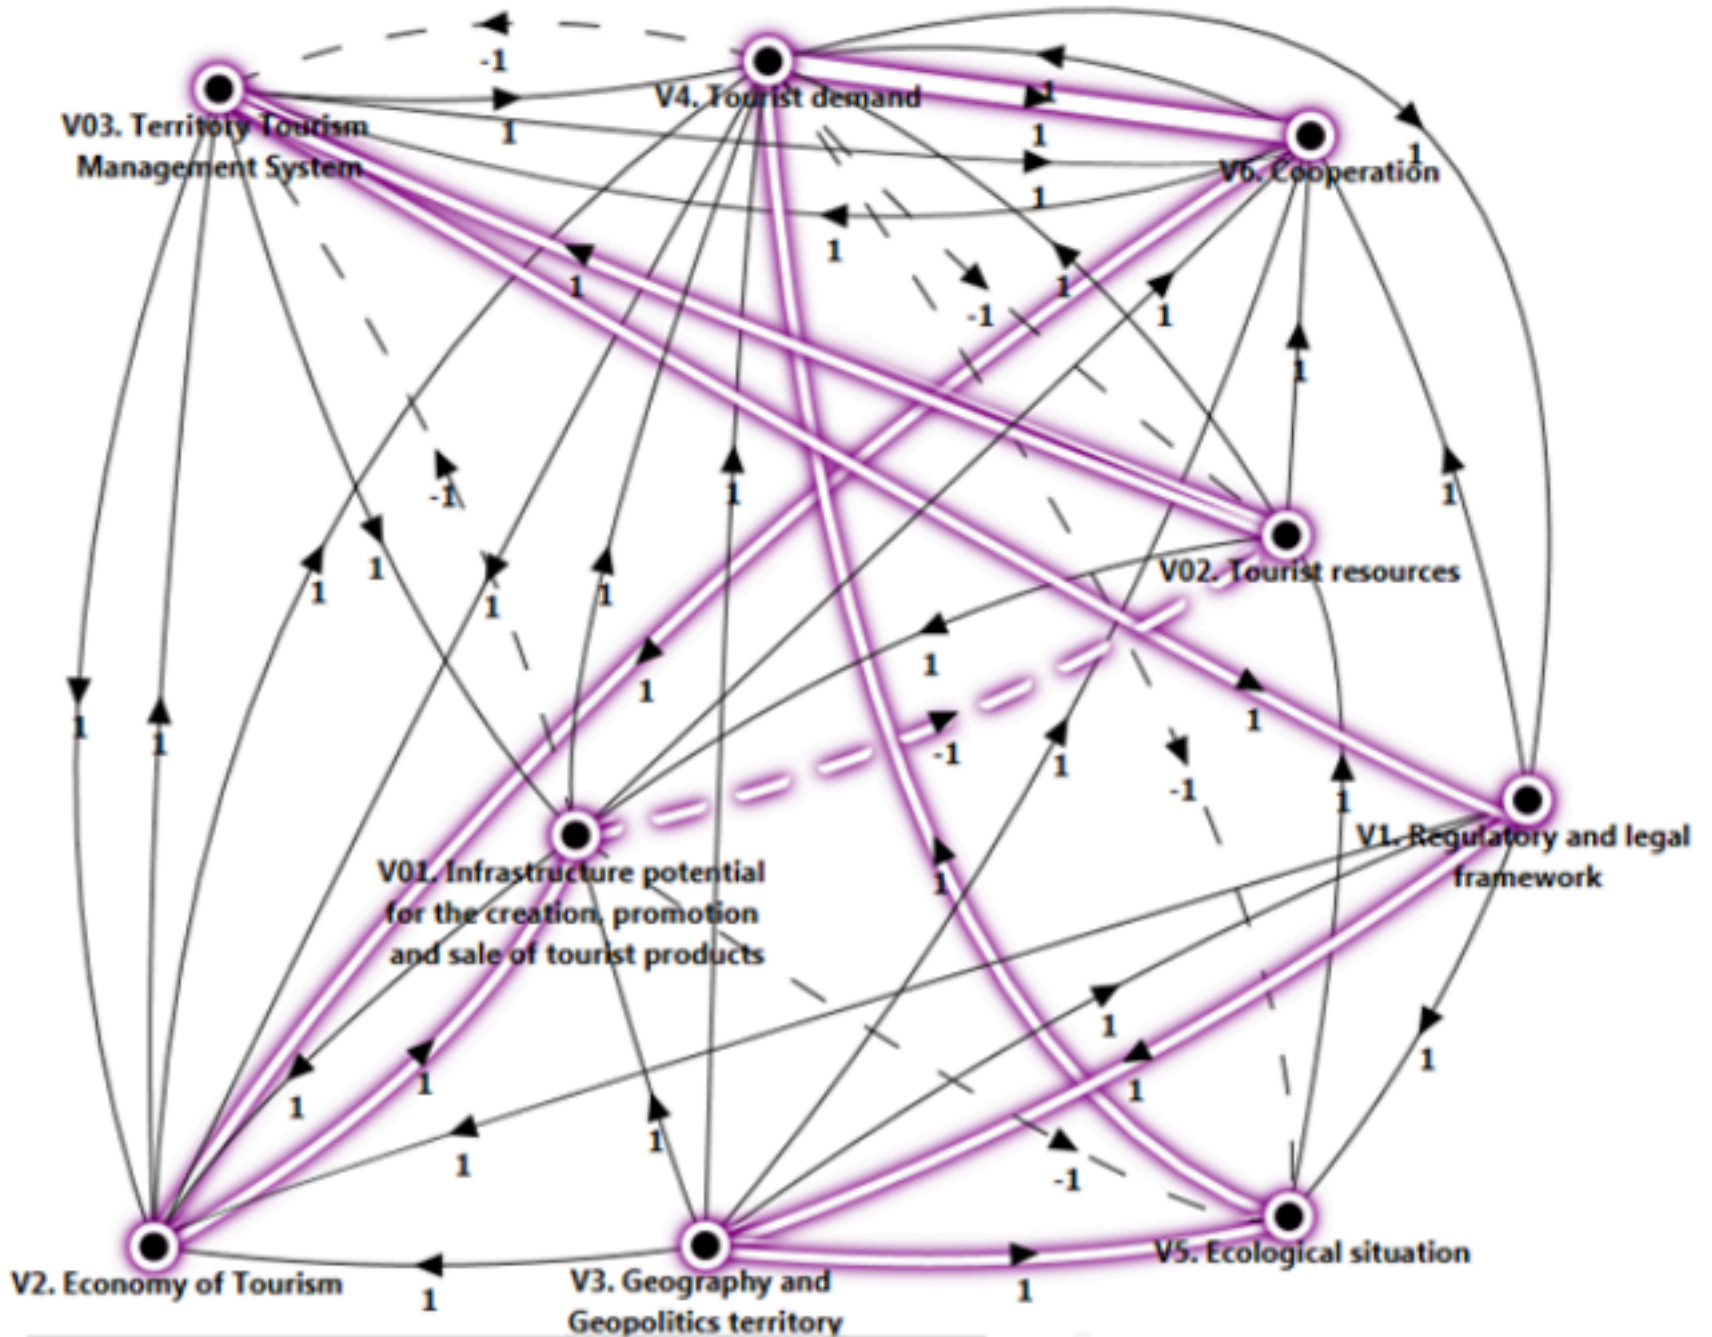 -1
V03. Territory Tourism
Management System
1
V4. Tourist demand
1
1
1
1
V6. Cooperation
1
1
1
-1
1
1
1
-1
1
1
1
1
1
1
1
V02. Tourist resources
1
1
1
1
1
-1
-1
1
V1. Regulatory and legal
framework
V01. Infrastructure potential
for the creation, promotion
and sale of tourist products
1
1
1
1
1
1
1
1
-1
V2. Economy of Tourism
1
V3. Geography and
Geopolitics territory
1
V5. Ecological situation